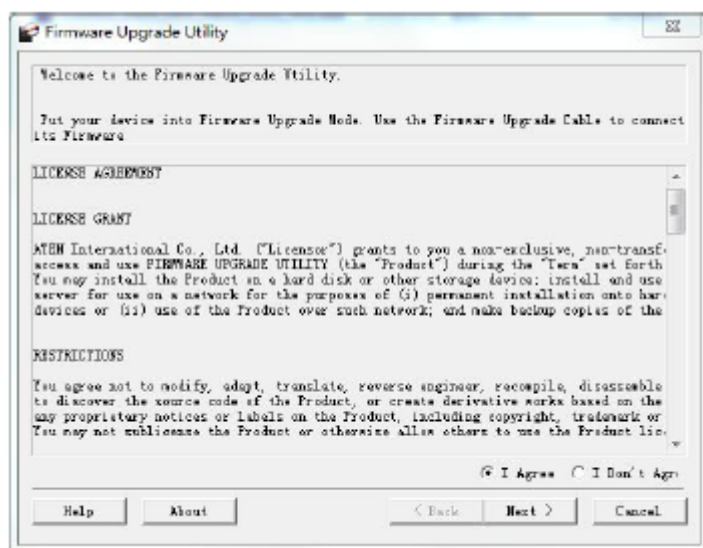 Firmware Upgrade Utility
Welcome to the Firmware Upgrade Utility.
Put your device into Firmware Upgrade Mode. Use the Firmware Upgrade Cable to connect
its Firmware
LICENSE AGREEMENT
LICENSE GRANT
ATEN International Co., Ltd. ("Licensor") grants to you a non-exclusive, non-transf
access and use FIRMWARE UPGRADE UTILITY (the "Product") during the "Term" set forth
You may install the Product on a hard disk or other storage device; install and use
server for use on a network for the purposes of (i) permanent installation onto har
devices or (ii) use of the Product over such network; and make backup copies of the
RESTRICTIONS
You agree not to modify, adapt, translate, reverse engineer, recompile, disassemble
to discover the source code of the Product, or create derivative works based on the
any proprietary notices or labels on the Product, including copyright, trademark or
You may not sublicense the Product or otherwise allow others to use the Product lic
I Agree I Don't Agr
Help About < Back Next > Cancel